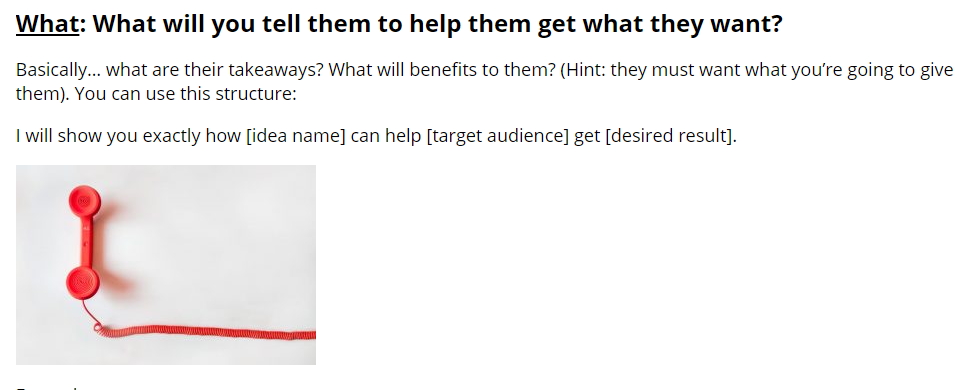 What: What will you tell them to help them get what they want?
Basically... what are their takeaways? What will benefits to them? (Hint: they must want what you’re going to give
them). You can use this structure:
I will show you exactly how [idea name] can help [target audience] get [desired result].